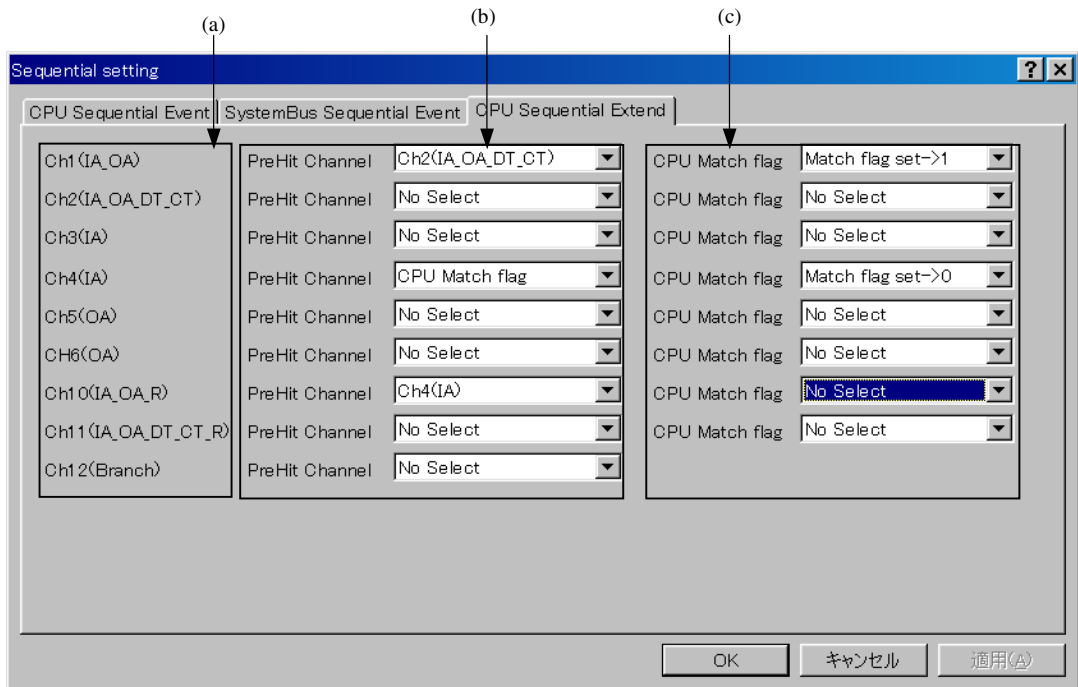 (a) (b) (c)
Sequential setting
CPU Sequential Event SystemBus Sequential Event CPU Sequential Extend
Ch1(IA_OA) PreHit Channel Ch2(IA_OA_DT_CT) CPU Match flag Match flag set->1
Ch2(IA_OA_DT_CT) PreHit Channel No Select CPU Match flag No Select
Ch3(IA) PreHit Channel No Select CPU Match flag No Select
Ch4(IA) PreHit Channel CPU Match flag CPU Match flag Match flag set->0
Ch5(OA) PreHit Channel No Select CPU Match flag No Select
CH6(OA) PreHit Channel No Select CPU Match flag No Select
Ch10(IA_OA_R) PreHit Channel Ch4(IA) CPU Match flag No Select
Ch11(IA_OA_DT_CT_R) PreHit Channel No Select CPU Match flag No Select
Ch12(Branch) PreHit Channel No Select
OK キャンセル 適用(A)